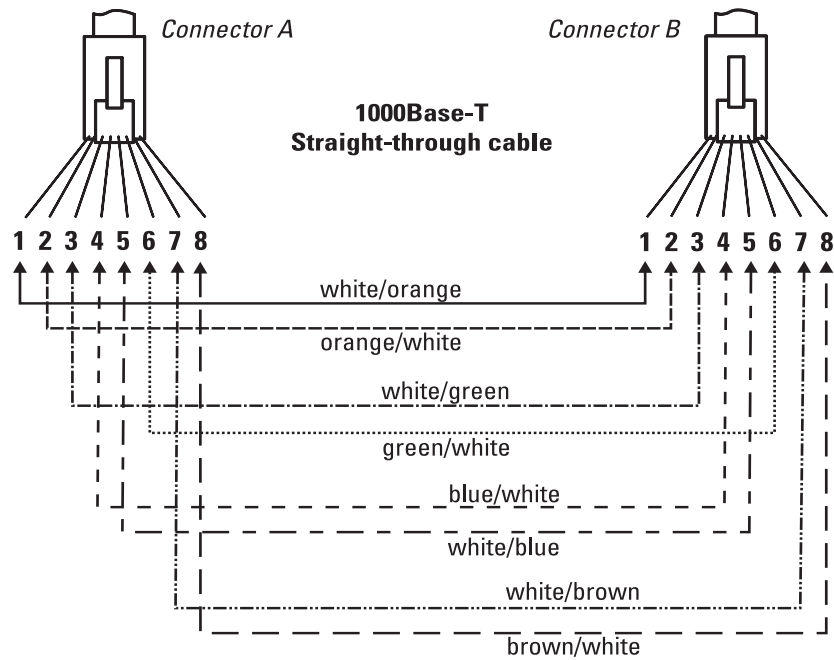 Connector A
Connector B
1000Base-T
Straight-through cable
1 2 3 4 5 6 7 8
1 2 3 4 5 6 7 8
white/orange
orange/white
white/green
green/white
blue/white
white/blue
white/brown
brown/white